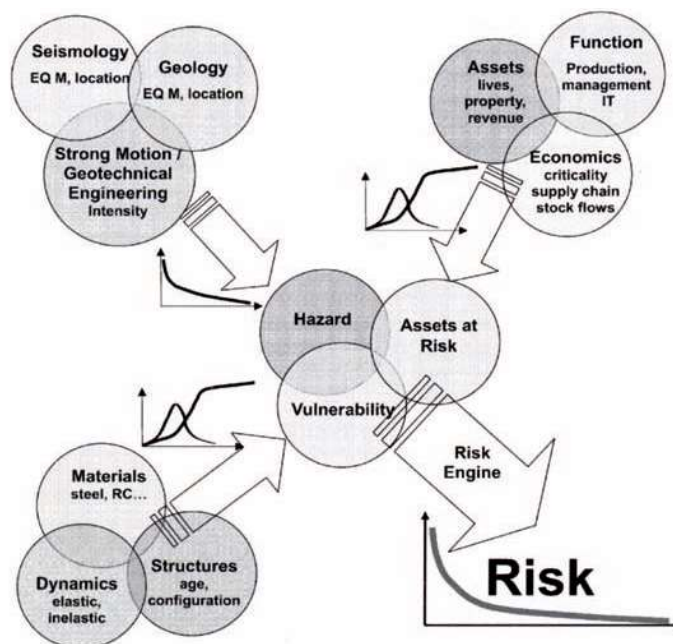 Seismology
EQ M, location
Geology
EQ M, location
Strong Motion /
Geotechnical
Engineering
Intensity
Assets
lives,
property,
revenue
Function
Production,
management
IT
Economics
criticality
supply chain
stock flows
Hazard
Assets at
Risk
Vulnerability
Materials
steel, RC...
Dynamics
elastic,
inelastic
Structures
age,
configuration
Risk
Engine
Risk